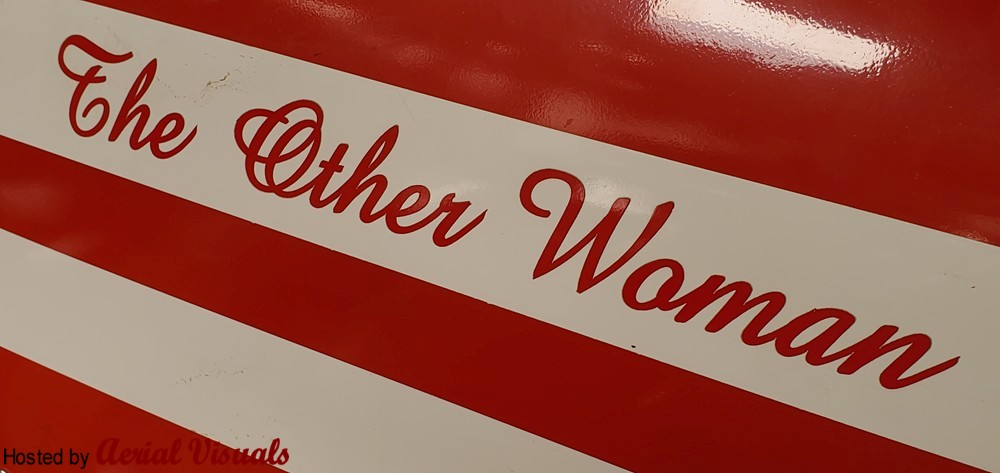 The Other Woman
Hosted by Aerial Visuals